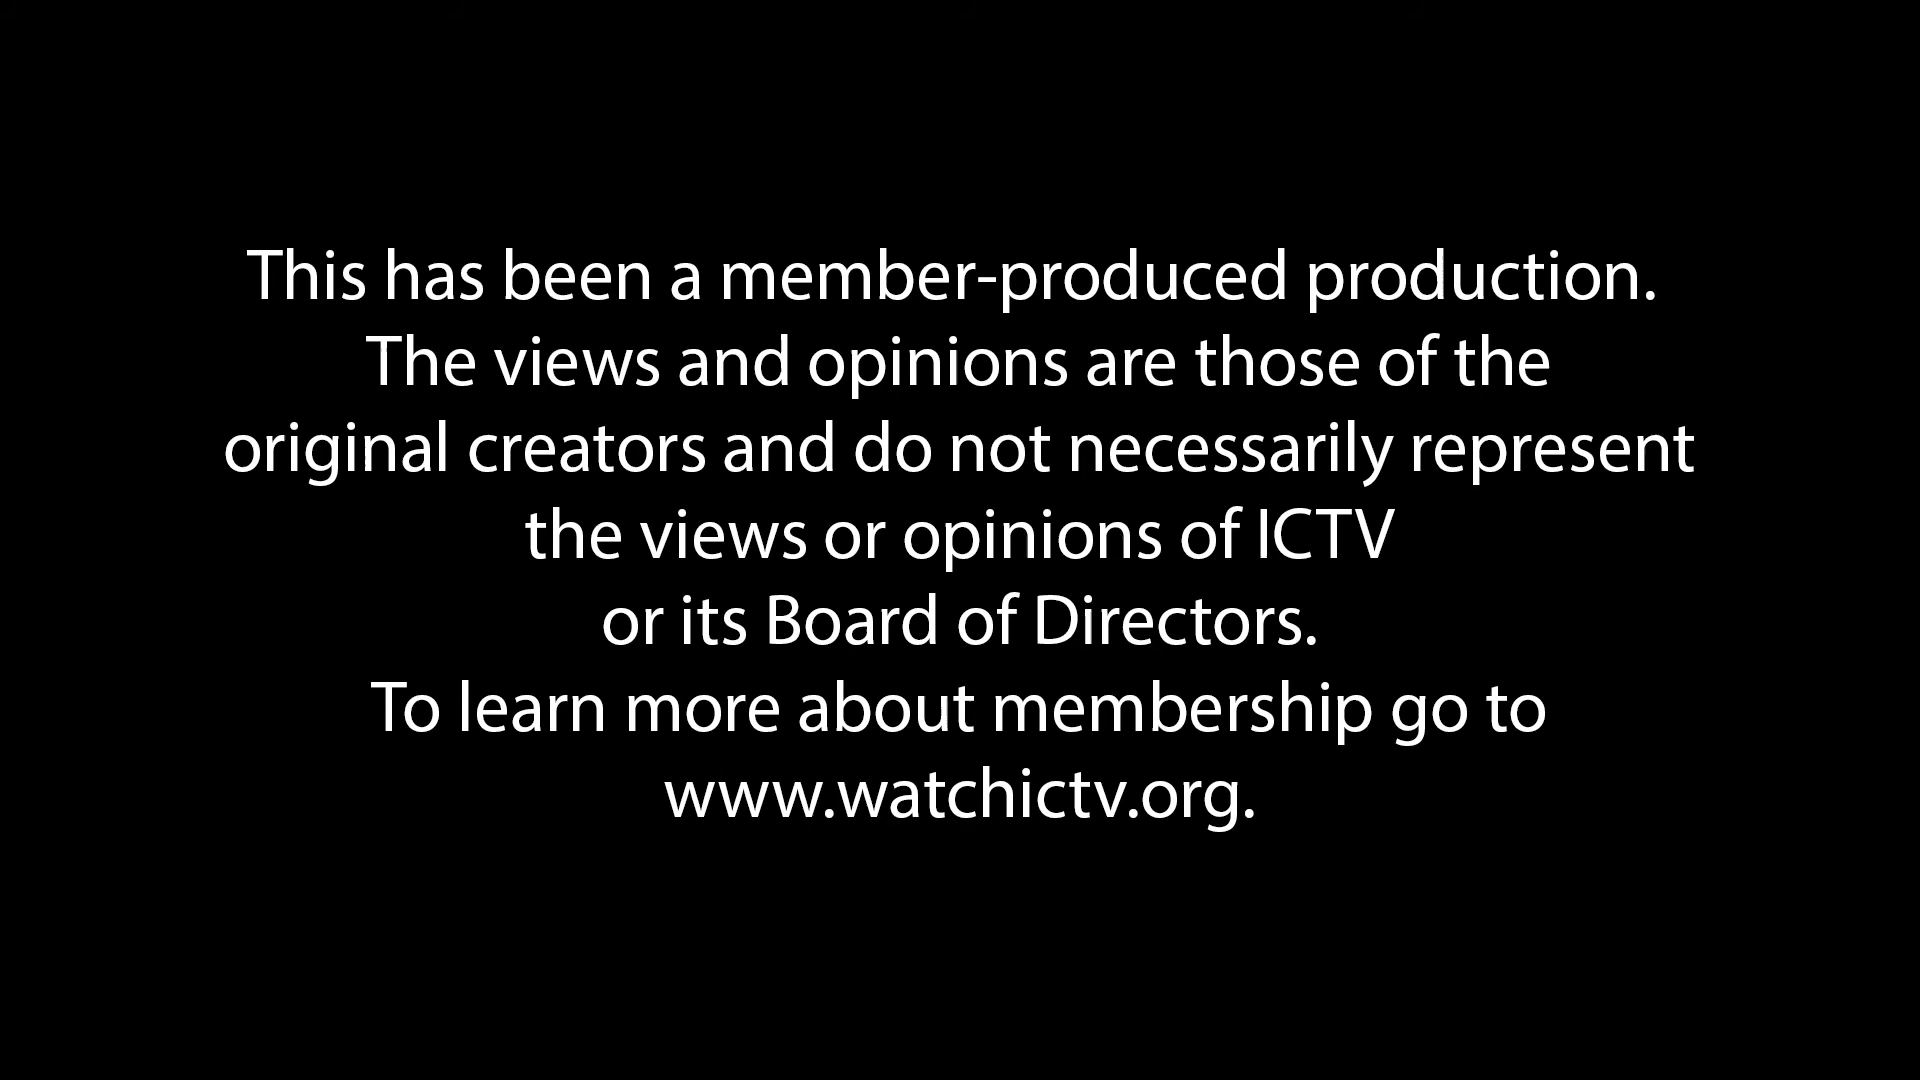 This has been a member-produced production.
The views and opinions are those of the
original creators and do not necessarily represent
the views or opinions of ICTV
or its Board of Directors.
To learn more about membership go to
www.watchictv.org.